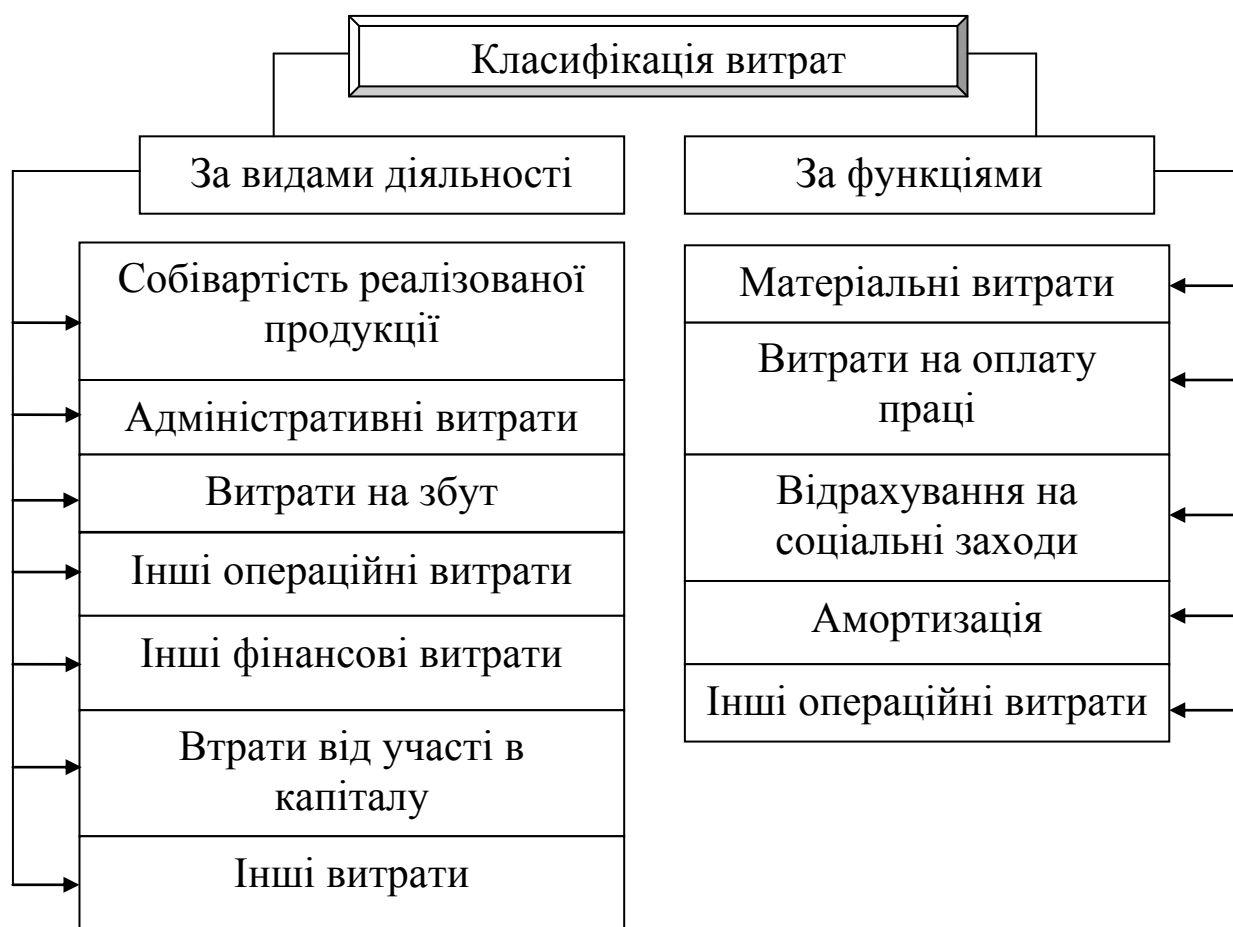 Класифікація витрат
За видами діяльності
Собівартість реалізованої
продукції
Адміністративні витрати
Витрати на збут
Інші операційні витрати
Інші фінансові витрати
Втрати від участі в
капіталу
Інші витрати
За функціями
Матеріальні витрати
Витрати на оплату
праці
Відрахування на
соціальні заходи
Амортизація
Інші операційні витрати